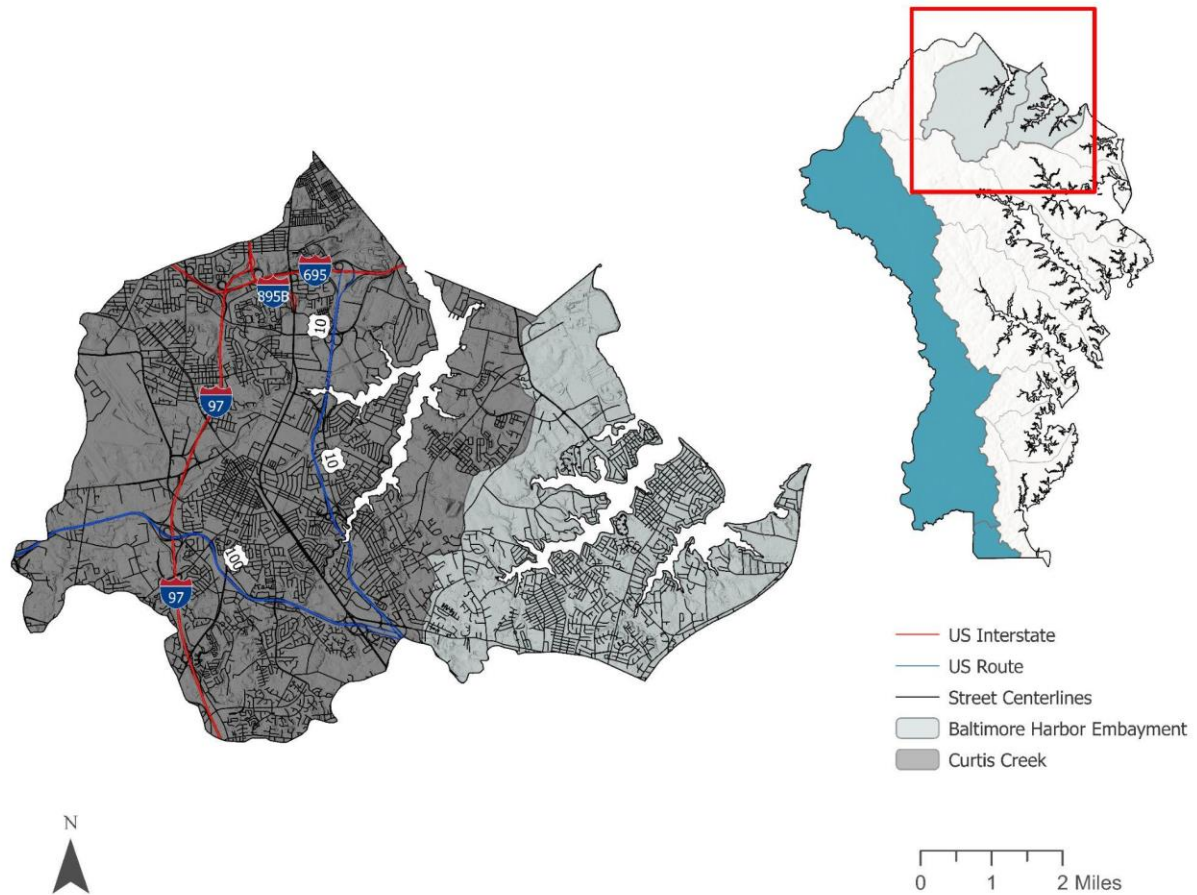 695
895B
10
97
10
100
97
US Interstate
US Route
Street Centerlines
Baltimore Harbor Embayment
Curtis Creek
N
0 1 2 Miles